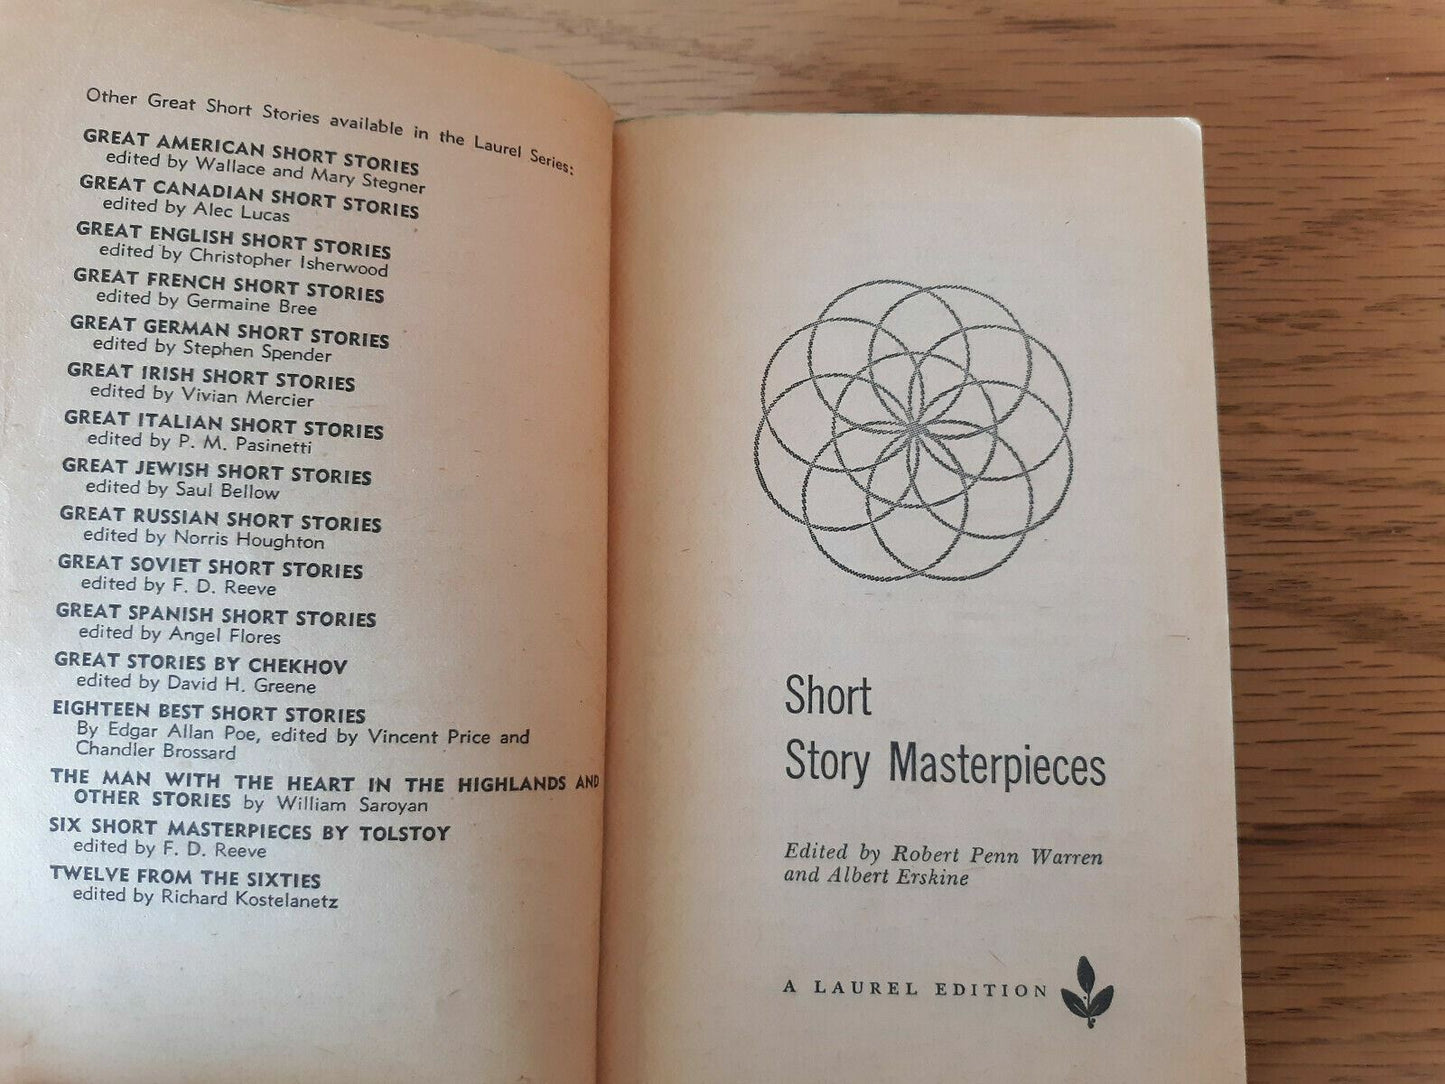 Other Great Short Stories available in the Laurel Series:
GREAT AMERICAN SHORT STORIES
edited by Wallace and Mary Stegner
GREAT CANADIAN SHORT STORIES
edited by Alec Lucas
GREAT ENGLISH SHORT STORIES
edited by Christopher Isherwood
GREAT FRENCH SHORT STORIES
edited by Germaine Bree
GREAT GERMAN SHORT STORIES
edited by Stephen Spender
GREAT IRISH SHORT STORIES
edited by Vivian Mercier
GREAT ITALIAN SHORT STORIES
edited by P. M. Pasinetti
GREAT JEWISH SHORT STORIES
edited by Saul Bellow
GREAT RUSSIAN SHORT STORIES
edited by Norris Houghton
GREAT SOVIET SHORT STORIES
edited by F. D. Reeve
GREAT SPANISH SHORT STORIES
edited by Angel Flores
GREAT STORIES BY CHEKHOV
edited by David H. Greene
EIGHTEEN BEST SHORT STORIES
By Edgar Allan Poe, edited by Vincent Price and
Chandler Brossard
THE MAN WITH THE HEART IN THE HIGHLANDS AND
OTHER STORIES by William Saroyan
SIX SHORT MASTERPIECES BY TOLSTOY
edited by F. D. Reeve
TWELVE FROM THE SIXTIES
edited by Richard Kostelanetz
Short
Story Masterpieces
Edited by Robert Penn Warren
and Albert Erskine
A LAUREL EDITION